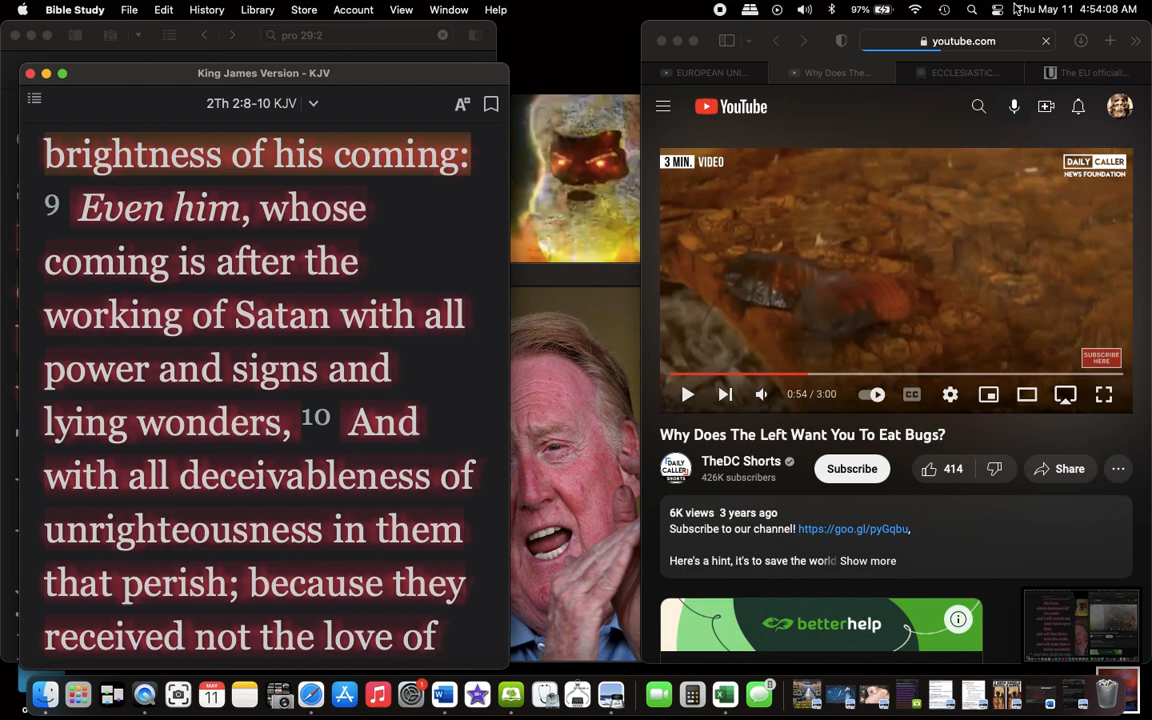 Bible Study File Edit History Library Store Account View Window Help
97% Thu May 11 4:54:08 AM
pro 29:2
King James Version - KJV
2Th 2:8-10 KJV
brightness of his coming:
9 Even him, whose
coming is after the
working of Satan with all
power and signs and
lying wonders, 10 And
with all deceivableness of
unrighteousness in them
that perish; because they
received not the love of
youtube.com
EUROPEAN UNI...
Why Does The...
ECCLESIASTIC...
The EU officiall...
YouTube
3 MIN. VIDEO
DAILY CALLER
NEWS FOUNDATION
SUBSCRIBE
HERE
0:54 / 3:00
CC
Why Does The Left Want You To Eat Bugs?
DAILY
CALLER
SHORTS
TheDC Shorts
426K subscribers
Subscribe
414
Share
6K views 3 years ago
Subscribe to our channel! https://goo.gl/pyGqbu,
Here's a hint, it's to save the world Show more
betterhelp
MAY
11
1